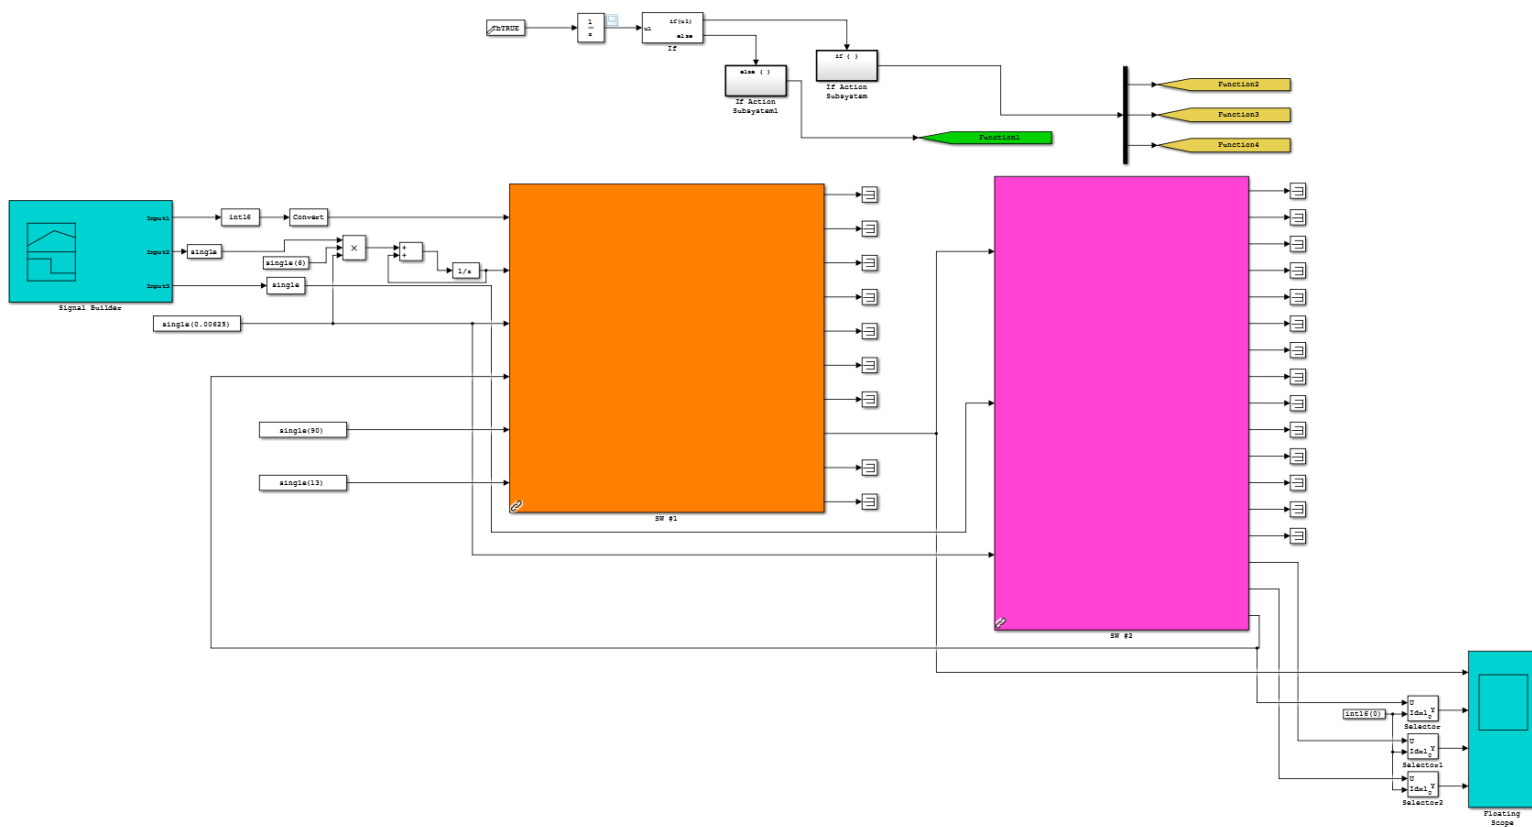 TbTRUE
1
z
u1
if(u1)
else
If
if { }
If Action
Subsystem
else { }
If Action
Subsystem1
Function2
Function3
Function4
Function1
Input1
Input2
Input3
Signal Builder
int16
Convert
single
single(6)
×
+
+
1/s
single
single(0.00625)
single(90)
single(13)
SW #1
SW #2
int16(0)
U
Idx1
Y
Selector
U
Idx1
Y
Selector1
U
Idx1
Y
Selector2
Floating
Scope